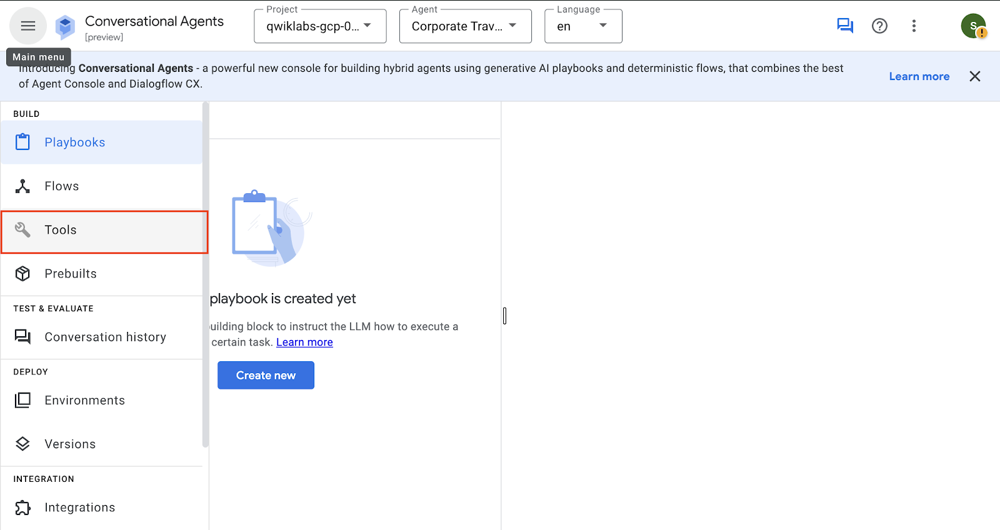 Conversational Agents
[preview]
Project
qwiklabs-gcp-0...
Agent
Corporate Trav...
Language
en
S
!
Main menu
Introducing Conversational Agents - a powerful new console for building hybrid agents using generative AI playbooks and deterministic flows, that combines the best
of Agent Console and Dialogflow CX.
Learn more
BUILD
Playbooks
Flows
Tools
Prebuilts
TEST & EVALUATE
Conversation history
DEPLOY
Environments
Versions
INTEGRATION
Integrations
playbook is created yet
uilding block to instruct the LLM how to execute a
certain task. Learn more
Create new